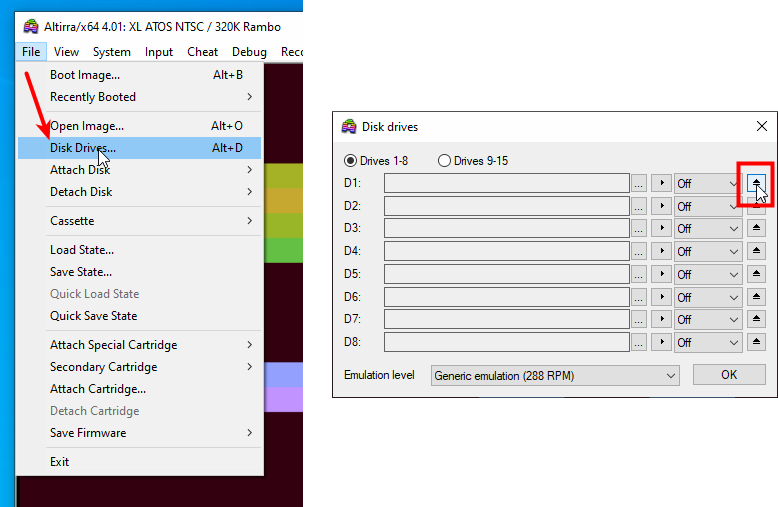 Altirra/x64 4.01: XL ATOS NTSC / 320K Rambo
File View System Input Cheat Debug Reco
Boot Image... Alt+B
Recently Booted
Open Image... Alt+O
Disk Drives... Alt+D
Attach Disk
Detach Disk
Cassette
Load State...
Save State...
Quick Load State
Quick Save State
Attach Special Cartridge
Secondary Cartridge
Attach Cartridge...
Detach Cartridge
Save Firmware
Exit
Disk drives
Drives 1-8 Drives 9-15
D1: ... Off
D2: ... Off
D3: ... Off
D4: ... Off
D5: ... Off
D6: ... Off
D7: ... Off
D8: ... Off
Emulation level Generic emulation (288 RPM) OK